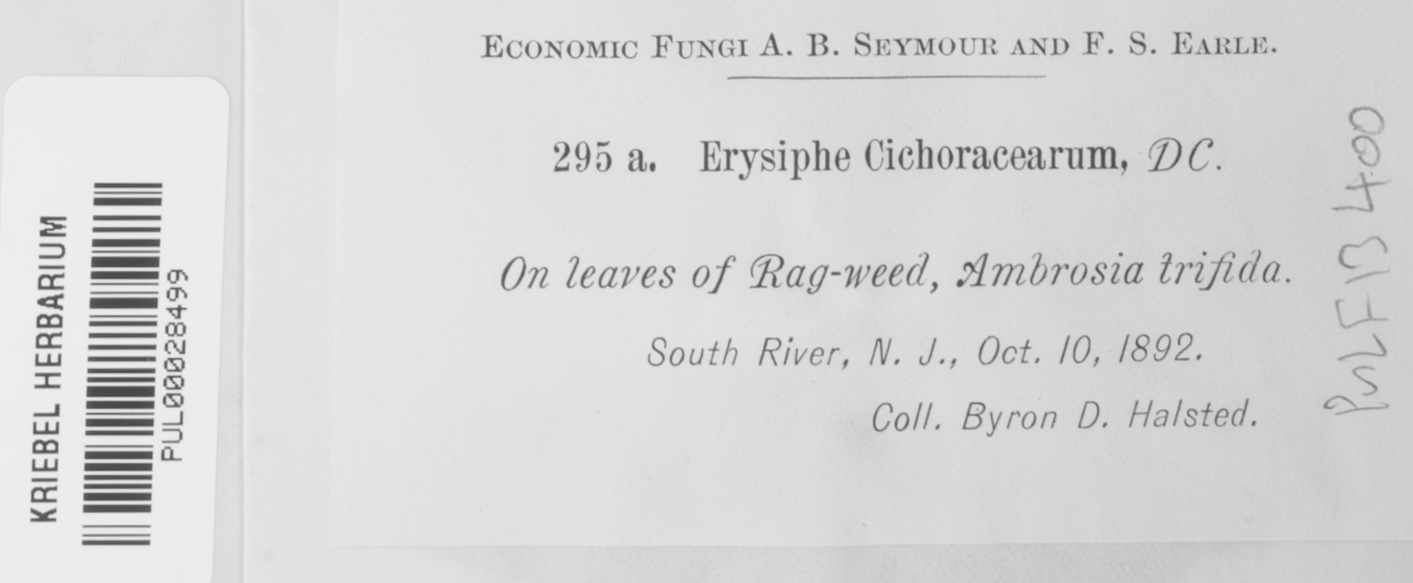 ECONOMIC FUNGI A. B. SEYMOUR AND F. S. EARLE.
295 a. Erysiphe Cichoracearum, DC.
On leaves of Rag-weed, Ambrosia trifida.
South River, N. J., Oct. 10, 1892.
Coll. Byron D. Halsted.
KRIEBEL HERBARIUM
PUL00028499
PULF13400